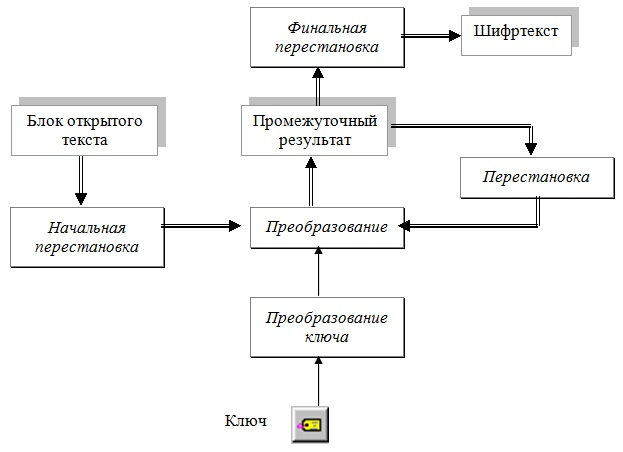 Финальная
перестановка
Шифртекст
Блок открытого
текста
Промежуточный
результат
Перестановка
Начальная
перестановка
Преобразование
Преобразование
ключа
Ключ